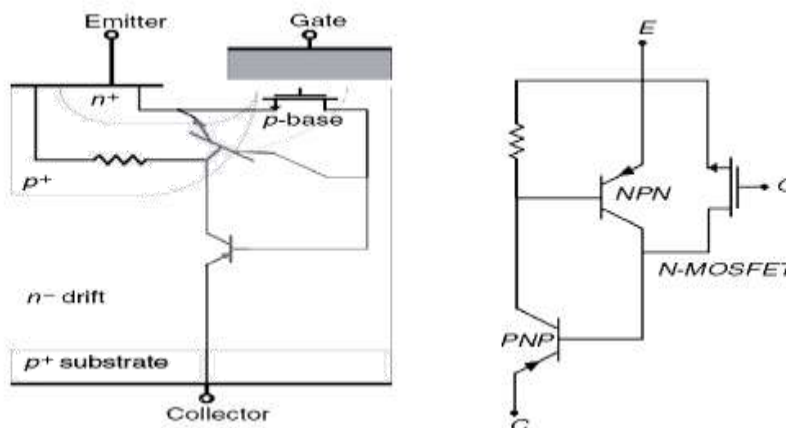 Emitter
Gate
n+
p-base
p+
n− drift
p+ substrate
Collector
E
NPN
N-MOSFET
PNP